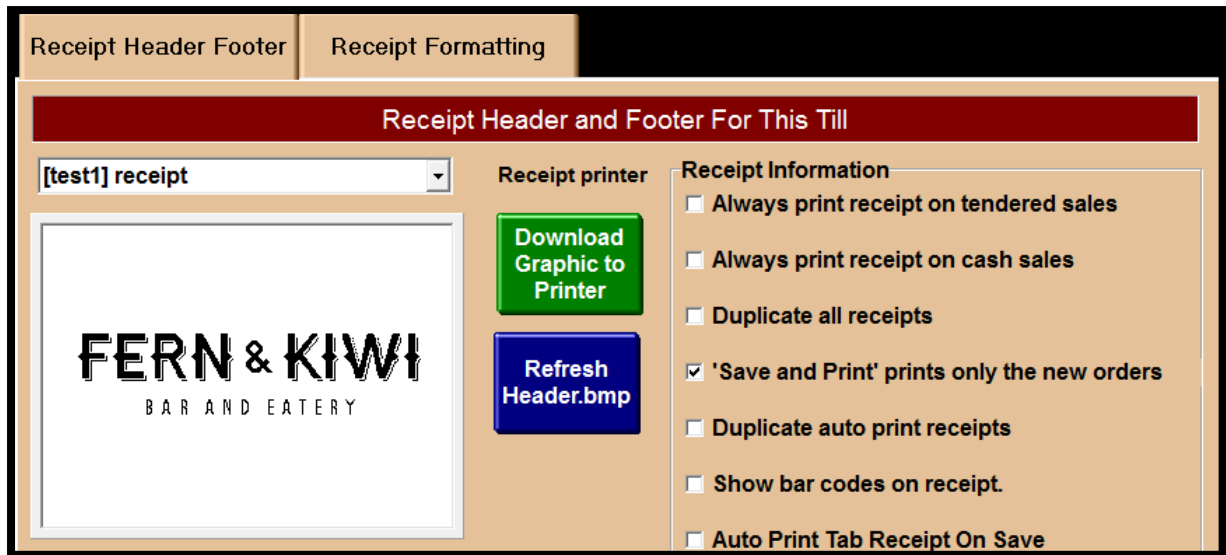 Receipt Header Footer
Receipt Formatting
Receipt Header and Footer For This Till
[test1] receipt
Receipt printer
Download
Graphic to
Printer
Refresh
Header.bmp
FERN & KIWI
BAR AND EATERY
Receipt Information
Always print receipt on tendered sales
Always print receipt on cash sales
Duplicate all receipts
'Save and Print' prints only the new orders
Duplicate auto print receipts
Show bar codes on receipt.
Auto Print Tab Receipt On Save